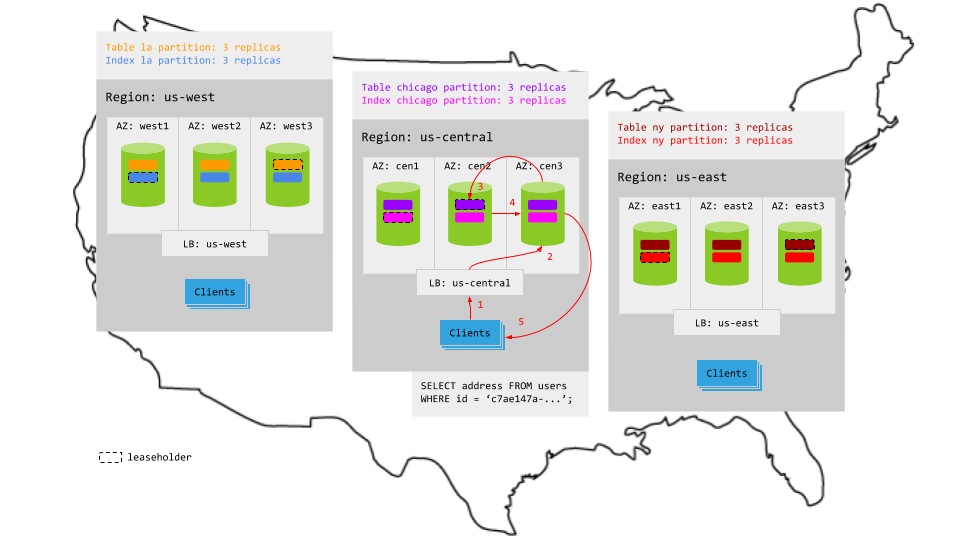 Table la partition: 3 replicas
Index la partition: 3 replicas
Region: us-west
AZ: west1
AZ: west2
AZ: west3
LB: us-west
Clients
Table chicago partition: 3 replicas
Index chicago partition: 3 replicas
Region: us-central
AZ: cen1
AZ: cen2
AZ: cen3
3
4
2
LB: us-central
1
5
Clients
SELECT address FROM users
WHERE id = ‘c7ae147a-...’;
Table ny partition: 3 replicas
Index ny partition: 3 replicas
Region: us-east
AZ: east1
AZ: east2
AZ: east3
LB: us-east
Clients
leaseholder